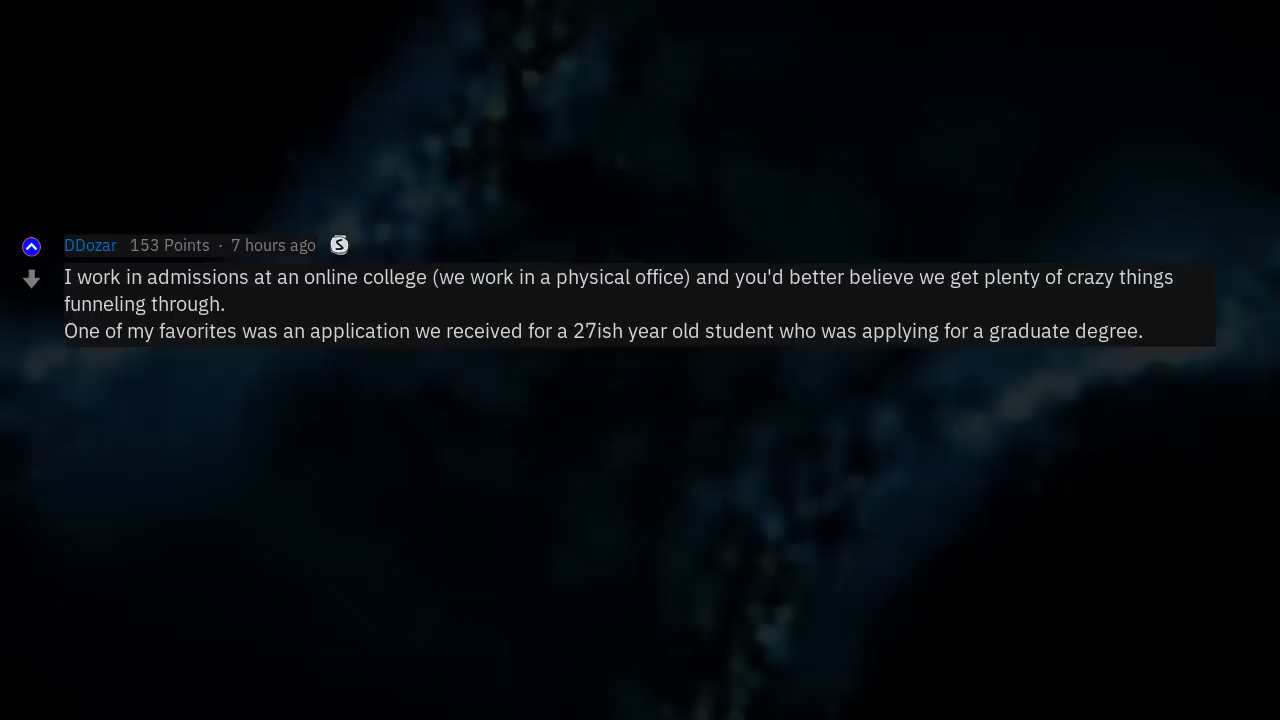 DDozar 153 Points · 7 hours ago S
I work in admissions at an online college (we work in a physical office) and you'd better believe we get plenty of crazy things
funneling through.
One of my favorites was an application we received for a 27ish year old student who was applying for a graduate degree.